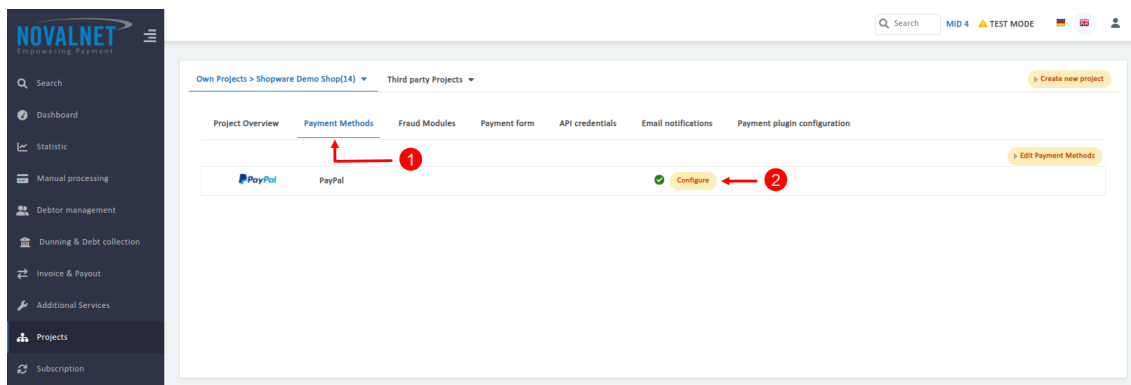 NOVALNET
Empowering Payment
Search
MID 4
TEST MODE
Search
Dashboard
Statistic
Manual processing
Debtor management
Dunning & Debt collection
Invoice & Payout
Additional Services
Projects
Subscription
Own Projects > Shopware Demo Shop(14)
Third party Projects
Create new project
Project Overview
Payment Methods
Fraud Modules
Payment form
API credentials
Email notifications
Payment plugin configuration
1
Edit Payment Methods
PayPal
PayPal
Configure
2